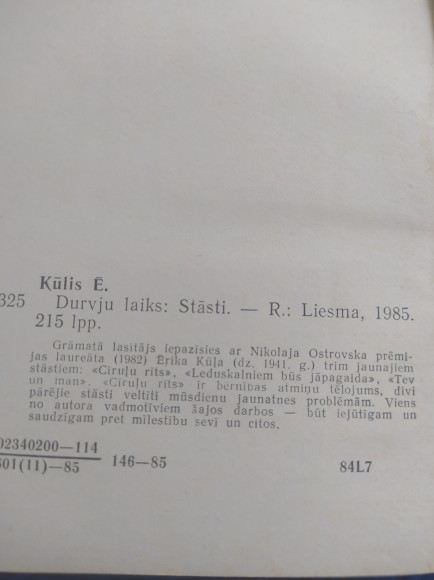 Kūlis Ē.
325 Durvju laiks: Stāsti. — R.: Liesma, 1985.
215 lpp.
Grāmatā lasītājs iepazīsies ar Nikolaja Ostrovska prēmi-
jas laureāta (1982) Ērika Kūļa (dz. 1941. g.) trim jaunajiem
stāstiem: «Cīruļu rīts», «Leduskalniem būs jāpagaida», «Tev
un man». «Cīruļu rīts» ir bērnības atmiņu tēlojums, divi
pārējie stāsti veltīti mūsdienu jaunatnes problēmām. Viens
no autora vadmotīviem šajos darbos — būt iejūtīgam un
saudzīgam pret mīlestību sevī un citos.
02340200—114
601(11)—85 146—85 84L7